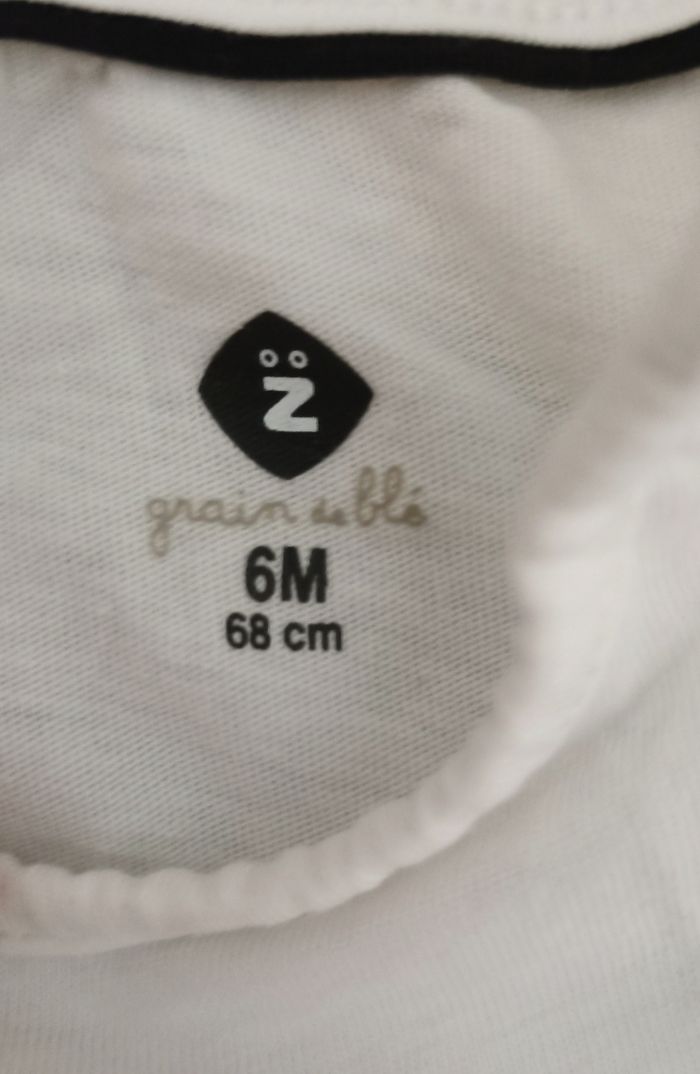 Z̈
grain de blé
6M
68 cm